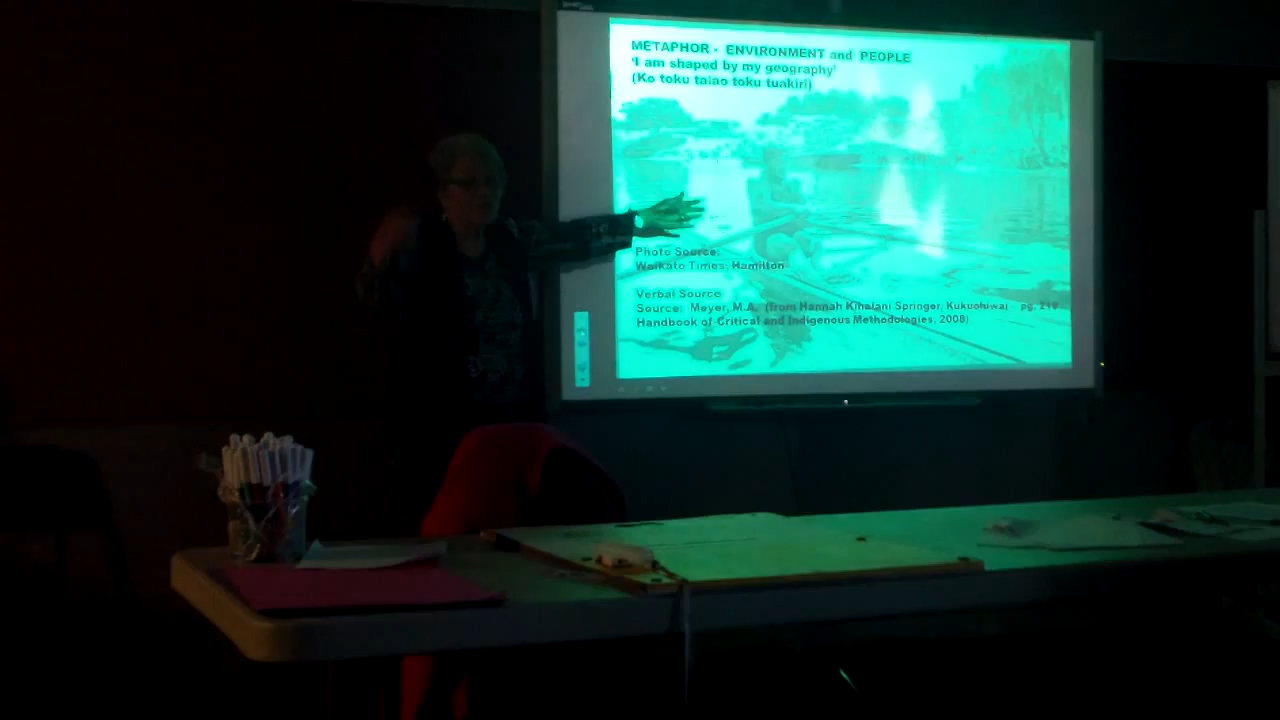 METAPHOR - ENVIRONMENT and PEOPLE
'I am shaped by my geography'
(Ko toku taiao toku tuakiri)
Photo Source:
Waikato Times, Hamilton
Verbal Source
Source: Meyer, M.A. (from Hannah Kihalani Springer, Kukuoluwai pg. 219
Handbook of Critical and Indigenous Methodologies, 2008)